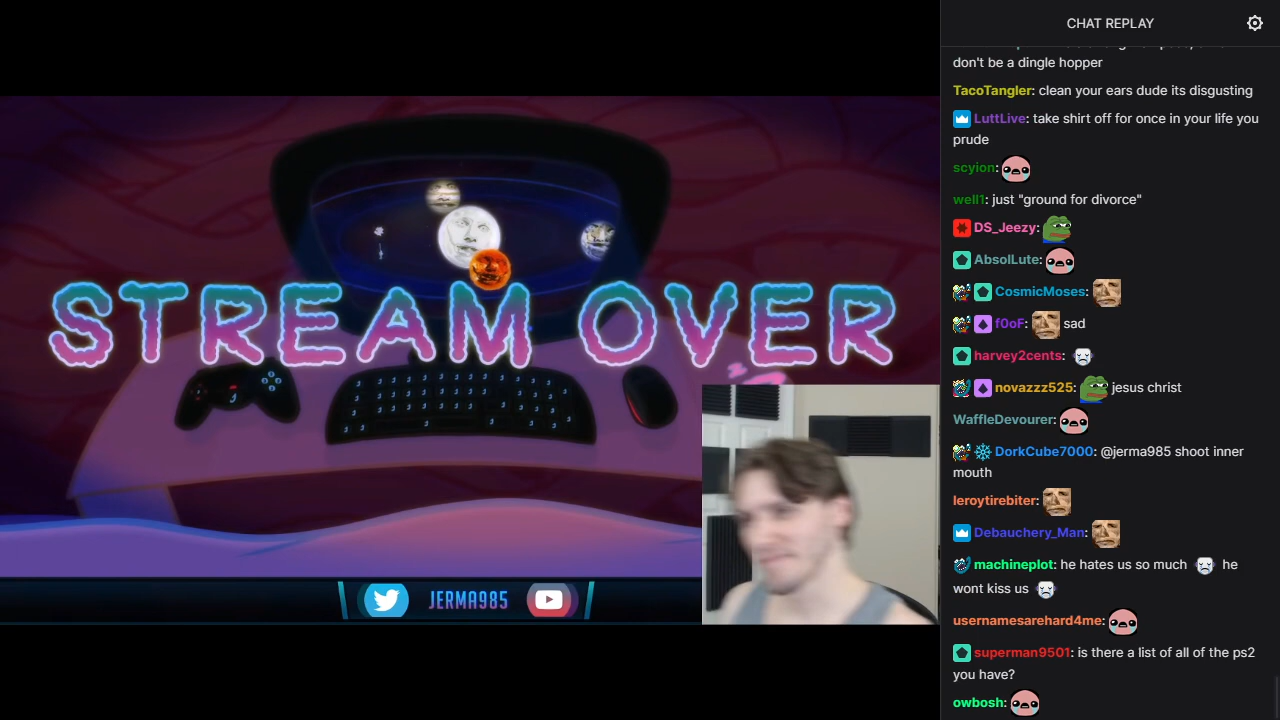 STREAM OVER
JERMA985
CHAT REPLAY
don't be a dingle hopper
TacoTangler: clean your ears dude its disgusting
LuttLive: take shirt off for once in your life you
prude
scyion:
well1: just "ground for divorce"
DS_Jeezy:
AbsolLute:
CosmicMoses:
f0oF: sad
harvey2cents:
novazzz525: jesus christ
WaffleDevourer:
DorkCube7000: @jerma985 shoot inner
mouth
leroytirebiter:
Debauchery_Man:
machineplot: he hates us so much he
wont kiss us
usernamesarehard4me:
superman9501: is there a list of all of the ps2
you have?
owbosh: